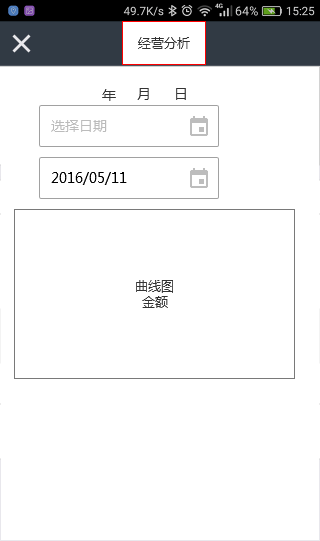 49.7K/s 4G 64% 15:25
经营分析
年 月 日
选择日期
2016/05/11
曲线图
金额